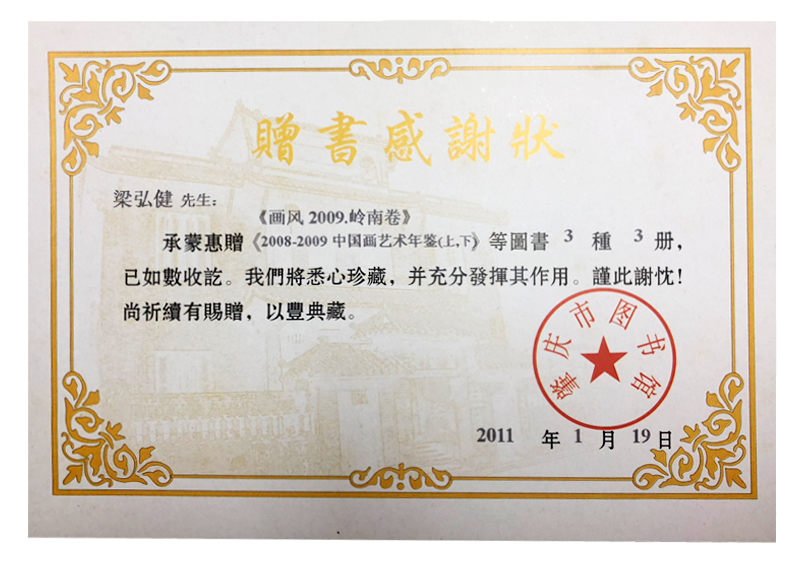 贈書感謝狀
梁弘健 先生：
《画风 2009.岭南卷》
承蒙惠贈《2008-2009 中国画艺术年鉴(上,下)》等圖書 3 種 3 册，
已如數收訖。我們將悉心珍藏，并充分發揮其作用。謹此謝忱！
尚祈續有賜贈，以豐典藏。
肇庆市图书馆
2011 年 1 月 19 日